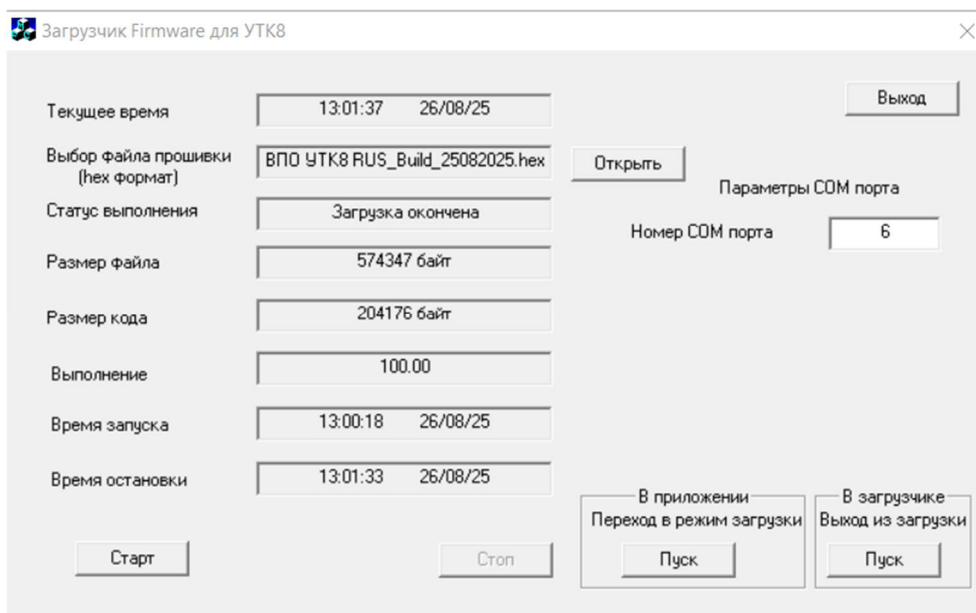 Загрузчик Firmware для УТК8
Выход
Текущее время 13:01:37 26/08/25
Выбор файла прошивки
(hex формат)
ВПО УТК8 RUS_Build_25082025.hex Открыть
Параметры COM порта
Статус выполнения Загрузка окончена
Номер COM порта 6
Размер файла 574347 байт
Размер кода 204176 байт
Выполнение 100.00
Время запуска 13:00:18 26/08/25
Время остановки 13:01:33 26/08/25
В приложении
Переход в режим загрузки
Пуск
В загрузчике
Выход из загрузки
Пуск
Старт Стоп